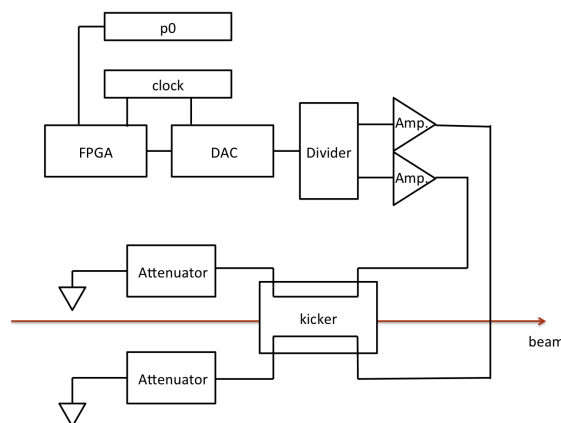 p0
clock
FPGA
DAC
Divider
Amp.
Amp.
Attenuator
kicker
beam
Attenuator